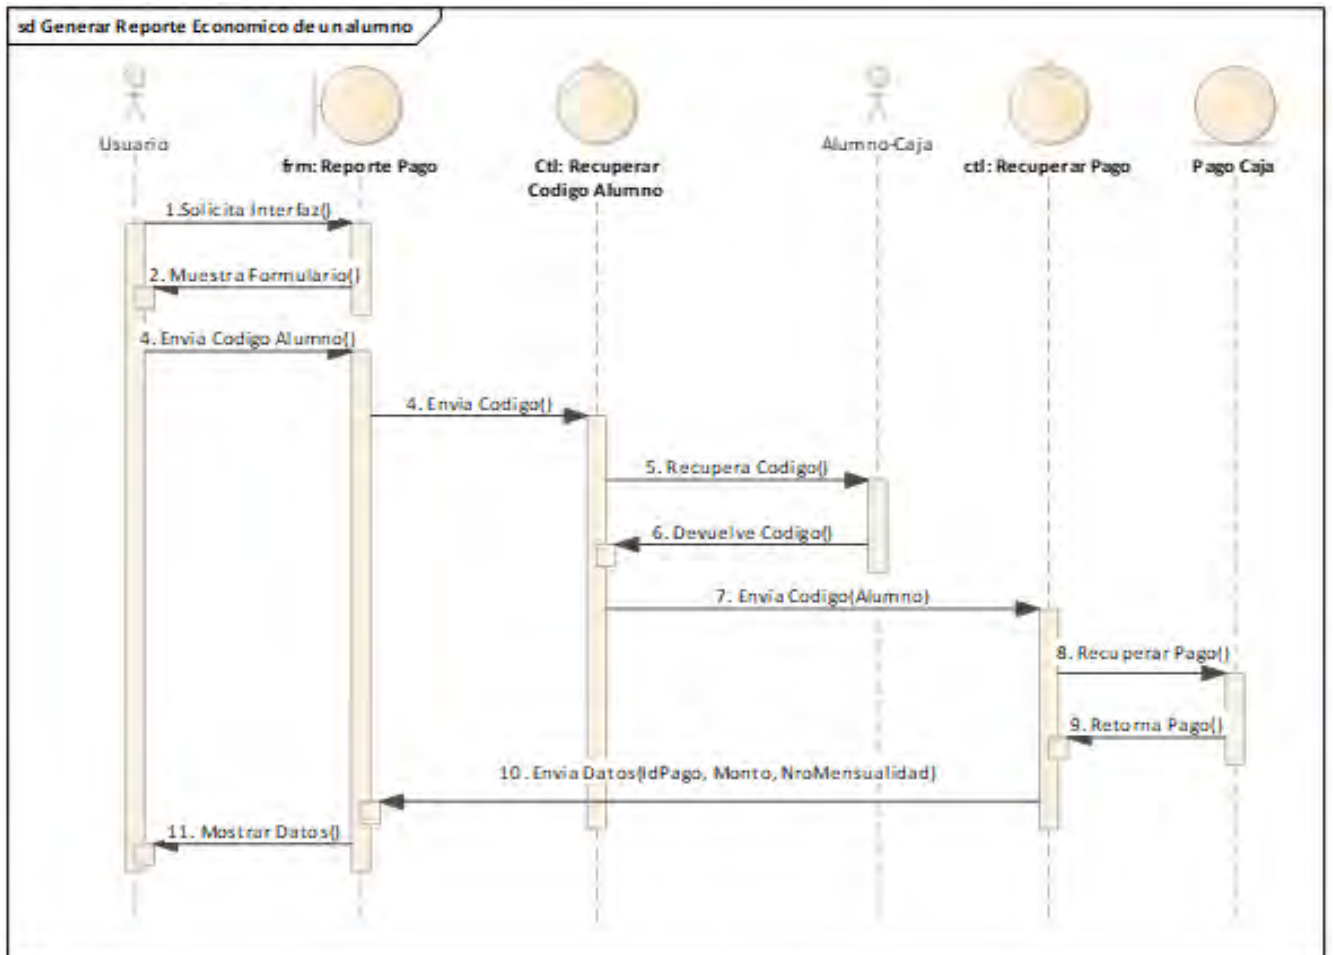 sd Generar Reporte Economico de un alumno
Usuario
frm: Reporte Pago
Ctl: Recuperar
Codigo Alumno
Alumno-Caja
ctl: Recuperar Pago
Pago Caja
1.Solicita Interfaz()
2. Muestra Formulario()
4. Envia Codigo Alumno()
4. Envia Codigo()
5. Recupera Codigo()
6. Devuelve Codigo()
7. Envia Codigo(Alumno)
8. Recuperar Pago()
9. Retorna Pago()
10. Envia Datos(IdPago, Monto, NroMensualidad)
11. Mostrar Datos()